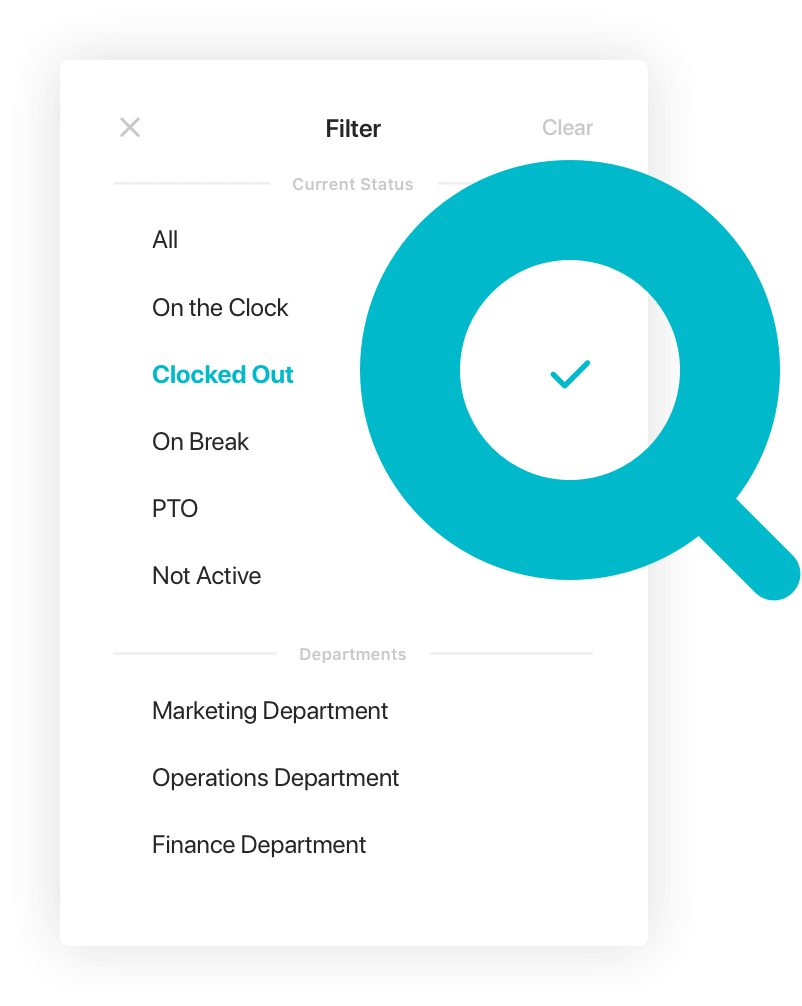 Filter
Clear
Current Status
All
On the Clock
Clocked Out
On Break
PTO
Not Active
Departments
Marketing Department
Operations Department
Finance Department